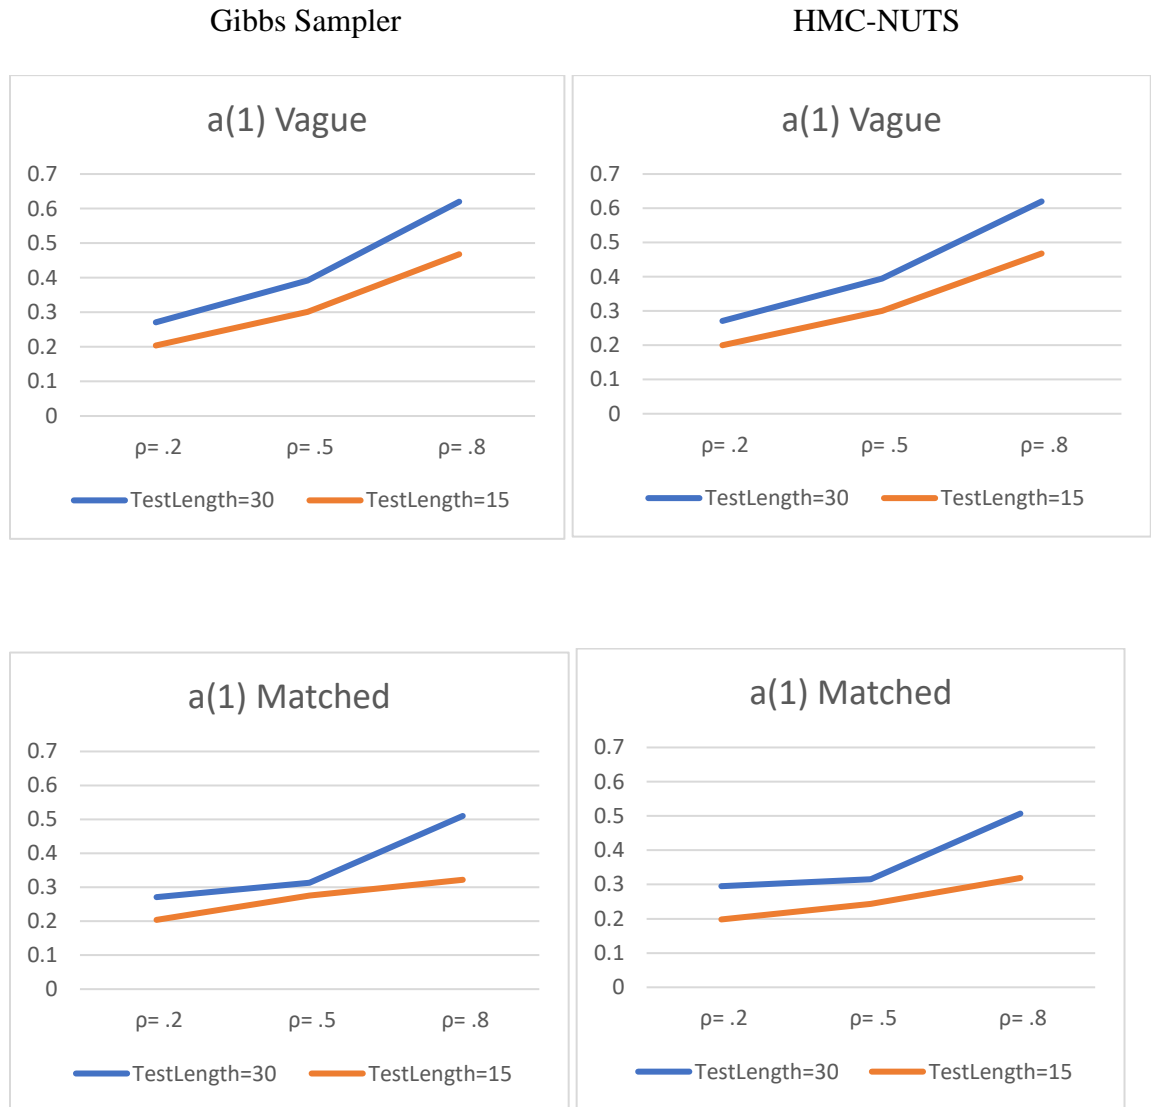 Gibbs Sampler
HMC-NUTS
a(1) Vague
0.7
0.6
0.5
0.4
0.3
0.2
0.1
0
ρ= .2 ρ= .5 ρ= .8
TestLength=30 TestLength=15
a(1) Vague
0.7
0.6
0.5
0.4
0.3
0.2
0.1
0
ρ= .2 ρ= .5 ρ= .8
TestLength=30 TestLength=15
a(1) Matched
0.7
0.6
0.5
0.4
0.3
0.2
0.1
0
ρ= .2 ρ= .5 ρ= .8
TestLength=30 TestLength=15
a(1) Matched
0.7
0.6
0.5
0.4
0.3
0.2
0.1
0
ρ= .2 ρ= .5 ρ= .8
TestLength=30 TestLength=15